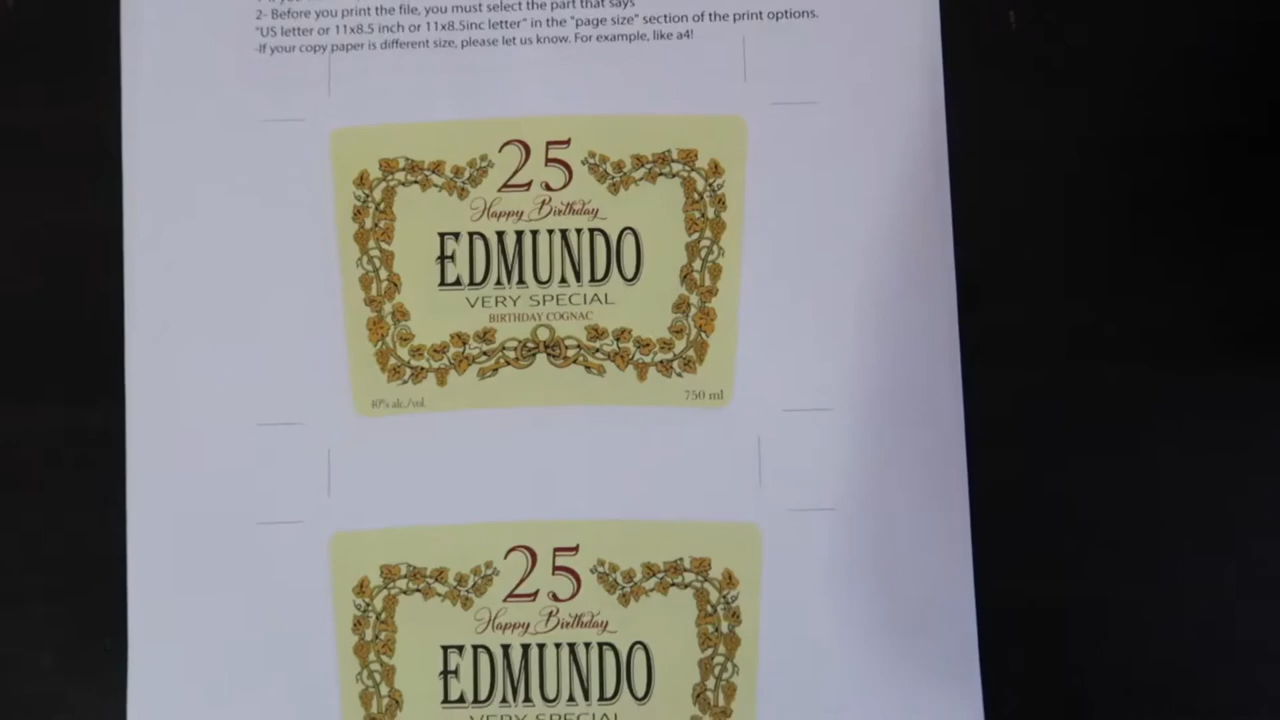 2- Before you print the file, you must select the part that says
"US letter or 11x8.5 inch or 11x8.5inc letter" in the "page size" section of the print options.
-If your copy paper is different size, please let us know. For example, like a4!
25
Happy Birthday
EDMUNDO
VERY SPECIAL
BIRTHDAY COGNAC
40% alc./vol.
750 ml
25
Happy Birthday
EDMUNDO
VERY SPECIAL